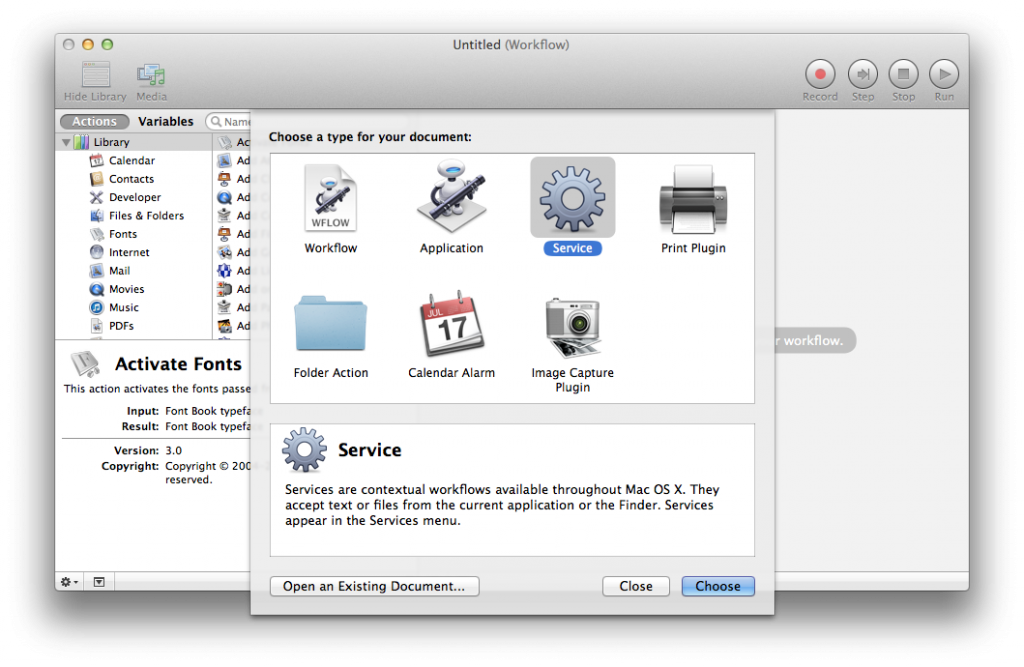 Untitled (Workflow)
Hide Library
Media
Record
Step
Stop
Run
Actions
Variables
Name
Library
Calendar
Contacts
Developer
Files & Folders
Fonts
Internet
Mail
Movies
Music
PDFs
Ad
Ad
Ad
Ad
Ad
Ad
Ad
Ad
Ad
Ad
Choose a type for your document:
WFLOW
Workflow
Application
Service
Print Plugin
Folder Action
JUL
17
Calendar Alarm
Image Capture
Plugin
workflow.
Activate Fonts
This action activates the fonts passe
Input: Font Book typefac
Result: Font Book typefa
Version: 3.0
Copyright: Copyright © 200
reserved.
Service
Services are contextual workflows available throughout Mac OS X. They
accept text or files from the current application or the Finder. Services
appear in the Services menu.
Open an Existing Document...
Close
Choose